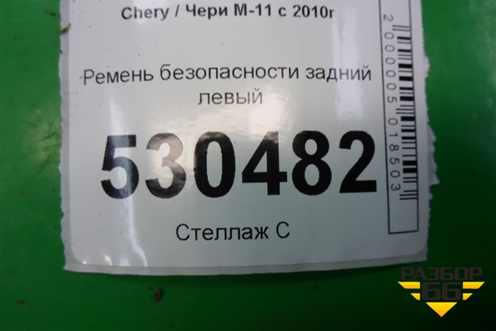 Chery / Чери M-11 с 2010г
Ремень безопасности задний
левый
530482
Стеллаж С
2000005018503
РАЗБОР
66